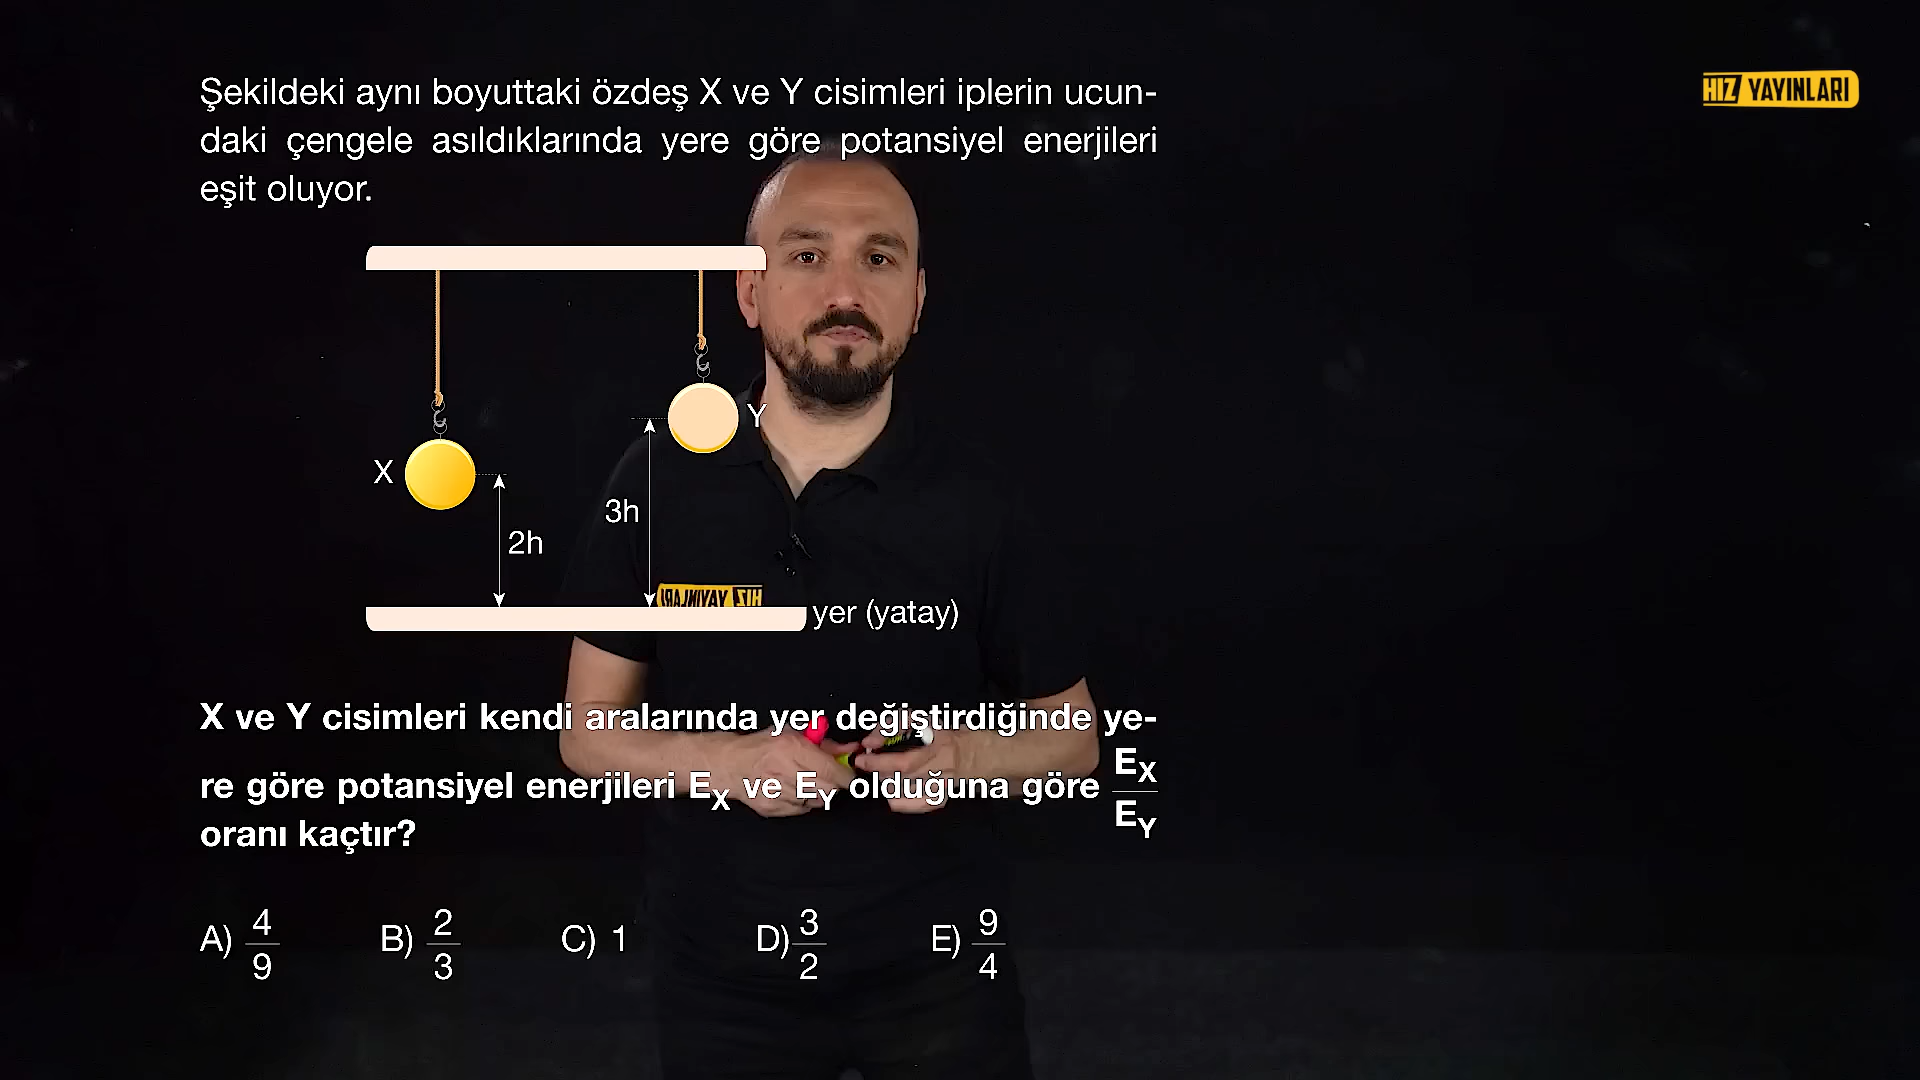 Şekildeki aynı boyuttaki özdeş X ve Y cisimleri iplerin ucun-
daki çengele asıldıklarında yere göre potansiyel enerjileri
eşit oluyor.
HIZ YAYINLARI
Y
X
3h
2h
HIZ YAYINLARI
yer (yatay)
X ve Y cisimleri kendi aralarında yer değiştirdiğinde ye-
re göre potansiyel enerjileri EX ve EY olduğuna göre EX/EY
oranı kaçtır?
A) 4/9 B) 2/3 C) 1 D) 3/2 E) 9/4